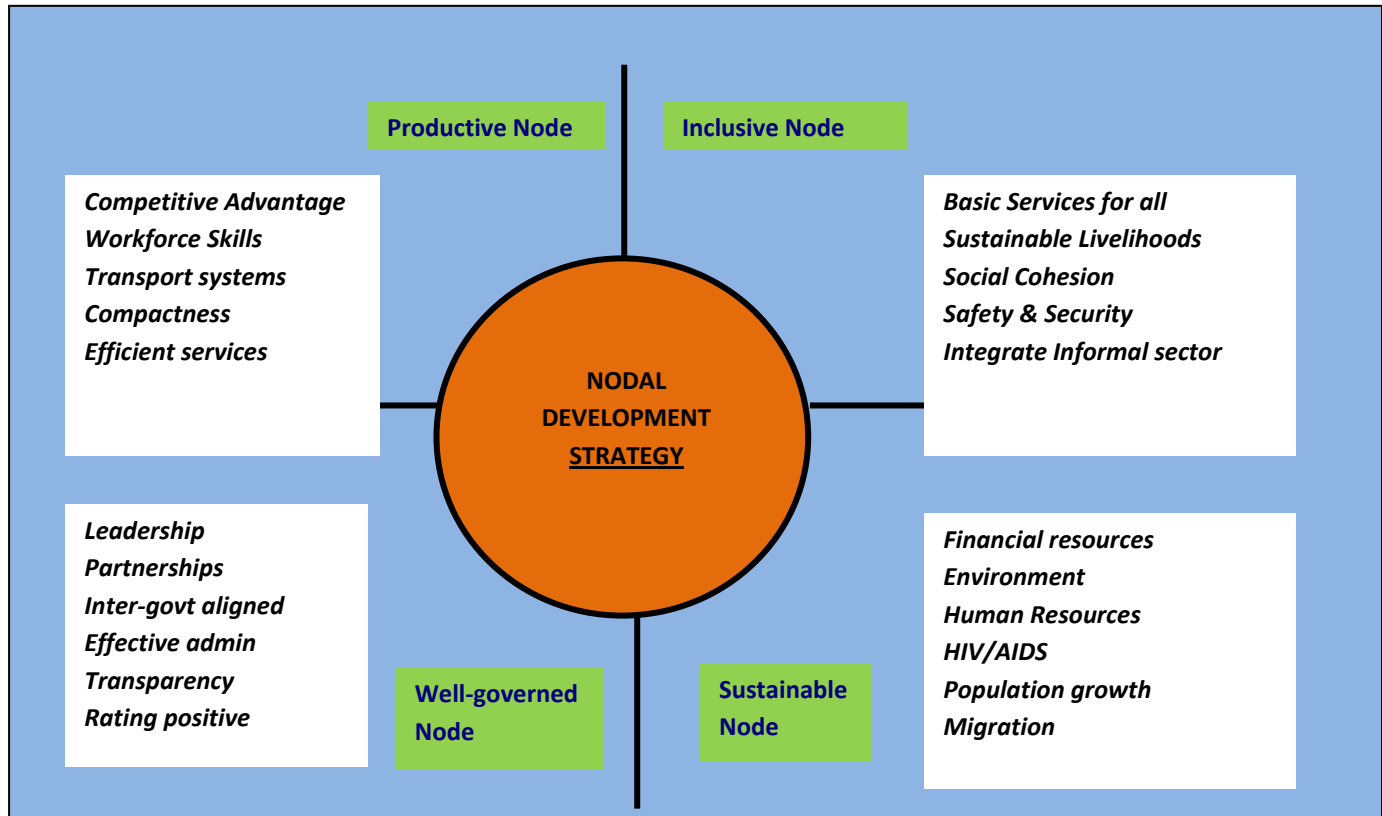 Productive Node
Inclusive Node
Competitive Advantage
Workforce Skills
Transport systems
Compactness
Efficient services
Basic Services for all
Sustainable Livelihoods
Social Cohesion
Safety & Security
Integrate Informal sector
NODAL
DEVELOPMENT
STRATEGY
Leadership
Partnerships
Inter-govt aligned
Effective admin
Transparency
Rating positive
Well-governed
Node
Sustainable
Node
Financial resources
Environment
Human Resources
HIV/AIDS
Population growth
Migration